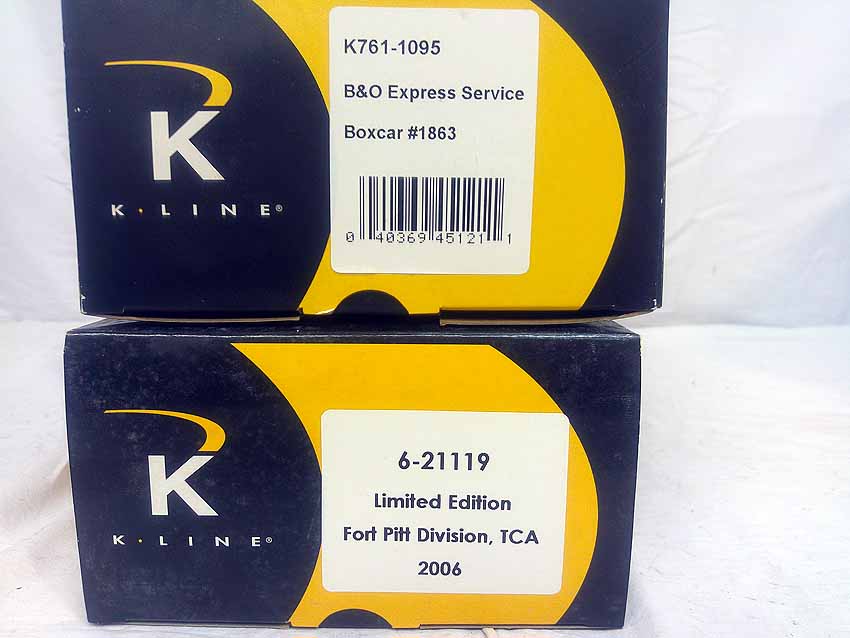 K
K·LINE®
K761-1095
B&O Express Service
Boxcar #1863
0 40369 45121 1
K
K·LINE®
6-21119
Limited Edition
Fort Pitt Division, TCA
2006